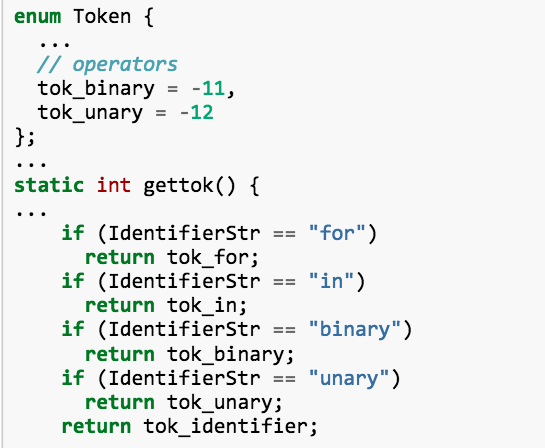 enum Token {
  ...
  // operators
  tok_binary = -11,
  tok_unary = -12
};
...
static int gettok() {
...
    if (IdentifierStr == "for")
      return tok_for;
    if (IdentifierStr == "in")
      return tok_in;
    if (IdentifierStr == "binary")
      return tok_binary;
    if (IdentifierStr == "unary")
      return tok_unary;
    return tok_identifier;